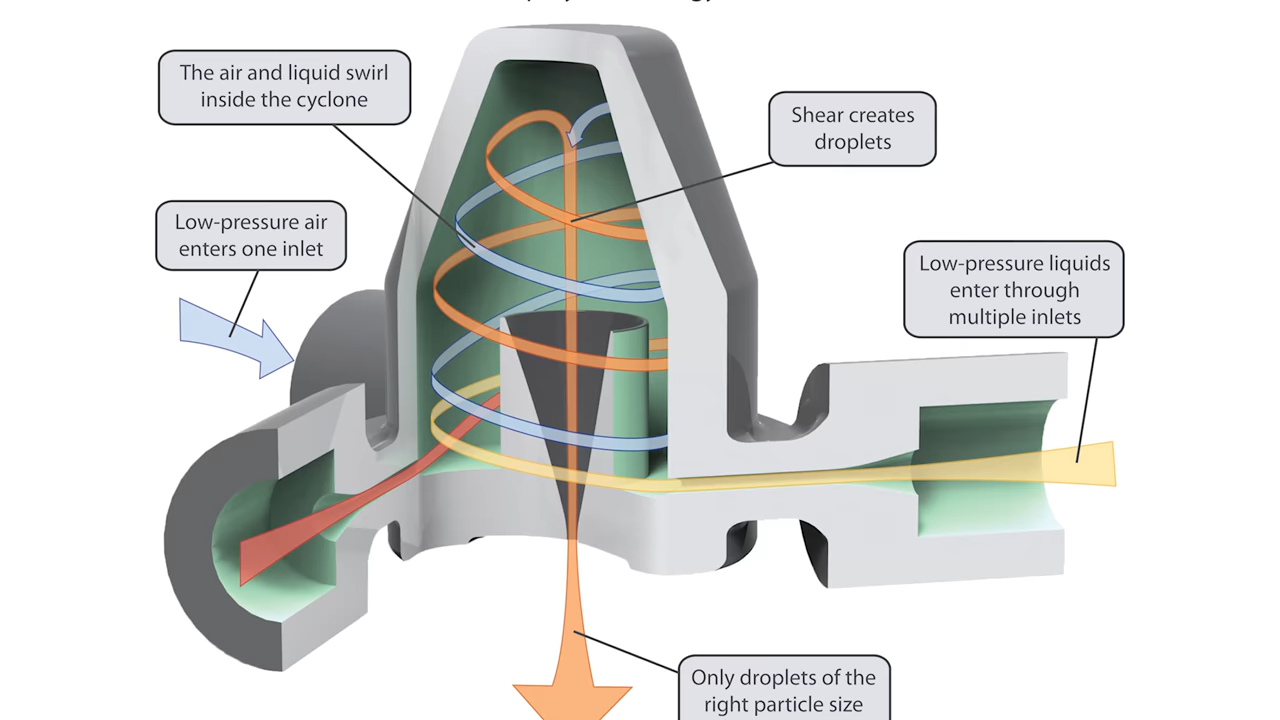 The air and liquid swirl
inside the cyclone
Shear creates
droplets
Low-pressure air
enters one inlet
Low-pressure liquids
enter through
multiple inlets
Only droplets of the
right particle size